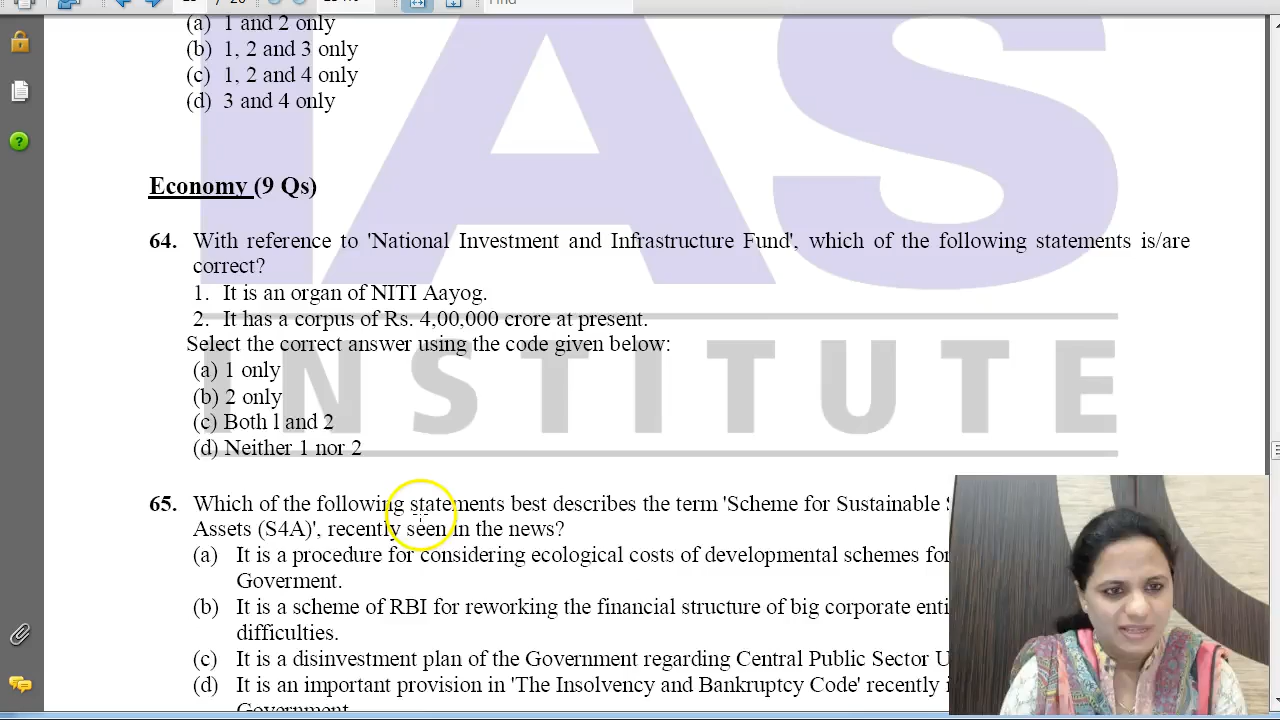 Find
(a) 1 and 2 only
(b) 1, 2 and 3 only
(c) 1, 2 and 4 only
(d) 3 and 4 only
IAS
Economy (9 Qs)
64. With reference to 'National Investment and Infrastructure Fund', which of the following statements is/are
correct?
1. It is an organ of NITI Aayog.
2. It has a corpus of Rs. 4,00,000 crore at present.
Select the correct answer using the code given below:
(a) 1 only
(b) 2 only
(c) Both l and 2
(d) Neither 1 nor 2
INSTITUTE
65. Which of the following statements best describes the term 'Scheme for Sustainable
Assets (S4A)', recently seen in the news?
(a) It is a procedure for considering ecological costs of developmental schemes for
Goverment.
(b) It is a scheme of RBI for reworking the financial structure of big corporate
difficulties.
(c) It is a disinvestment plan of the Government regarding Central Public Sector
(d) It is an important provision in 'The Insolvency and Bankruptcy Code' recently
Government.